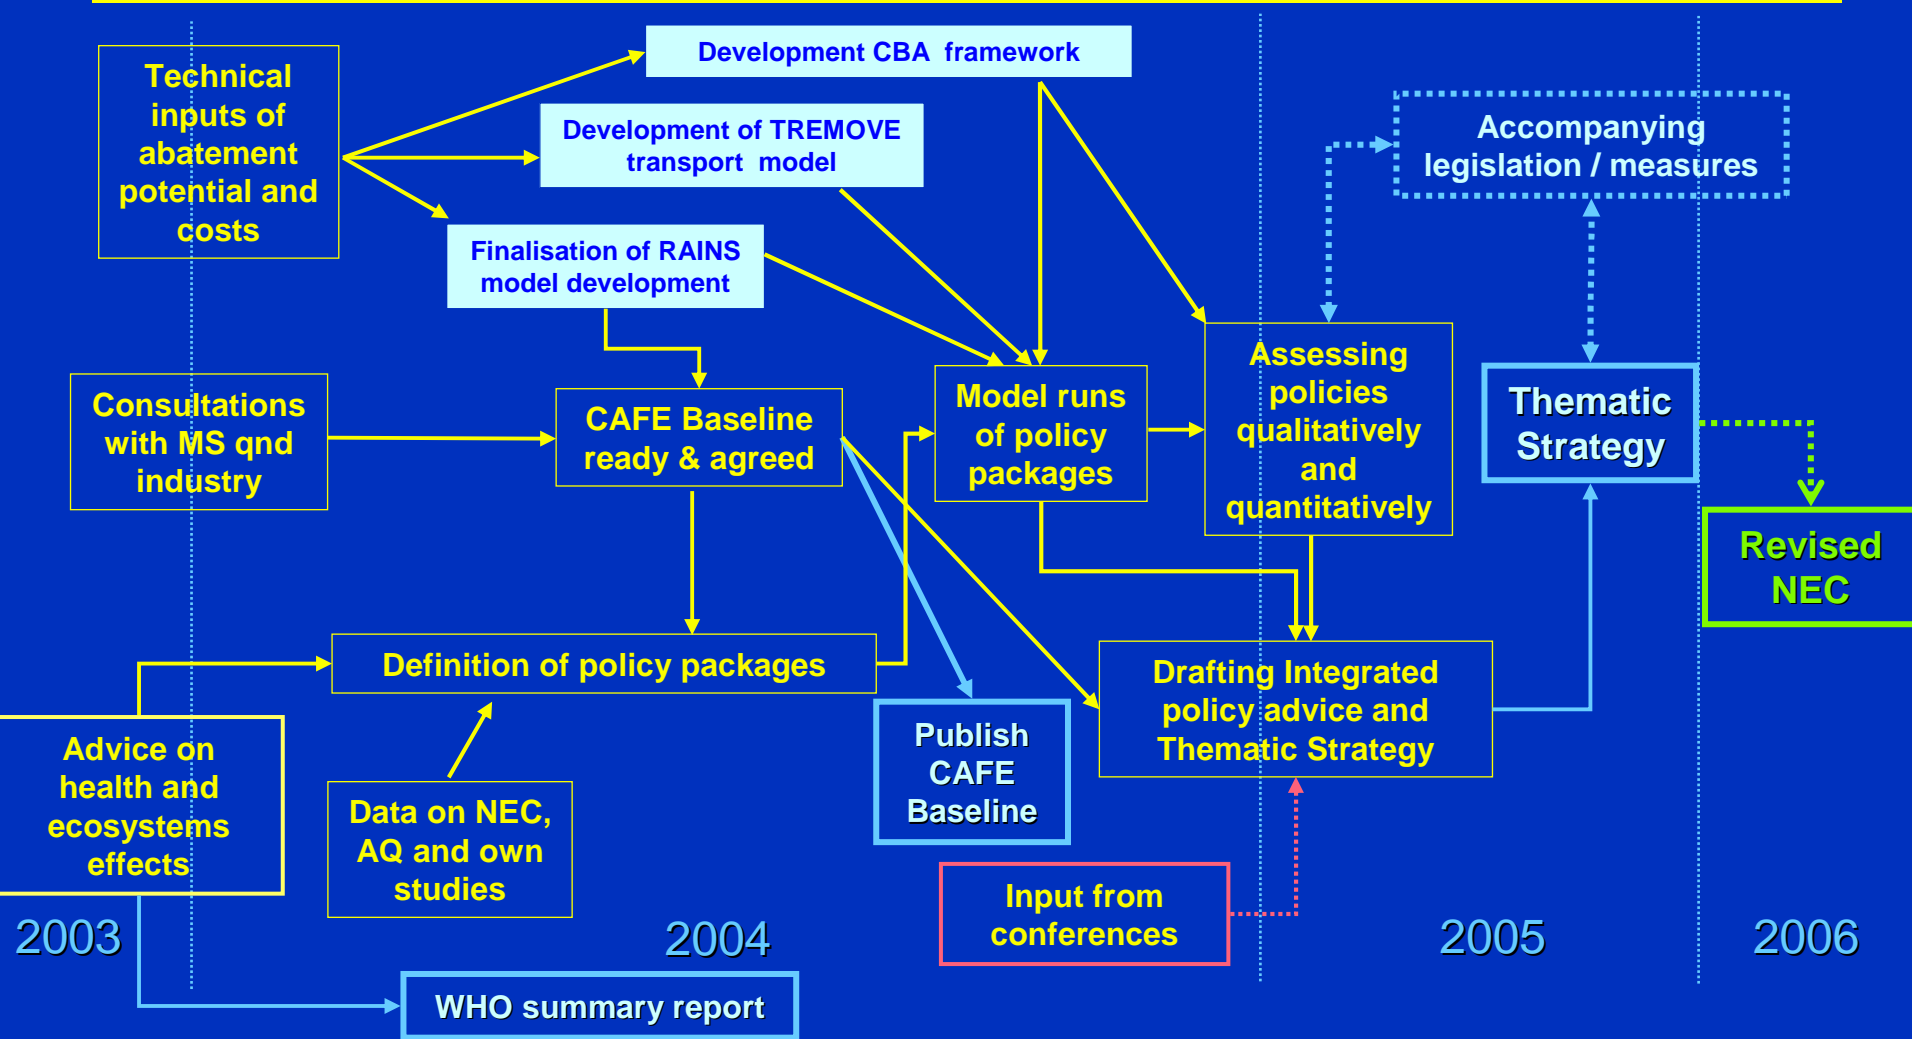 Development CBA framework
Technical
inputs of
abatement
potential and
costs
Development of TREMOVE
transport model
Accompanying
legislation / measures
Finalisation of RAINS
model development
Consultations
with MS qnd
industry
CAFE Baseline
ready & agreed
Model runs
of policy
packages
Assessing
policies
qualitatively
and
quantitatively
Thematic
Strategy
Revised
NEC
Definition of policy packages
Drafting Integrated
policy advice and
Thematic Strategy
Advice on
health and
ecosystems
effects
Data on NEC,
AQ and own
studies
Publish
CAFE
Baseline
Input from
conferences
2003
2004
2005
2006
WHO summary report